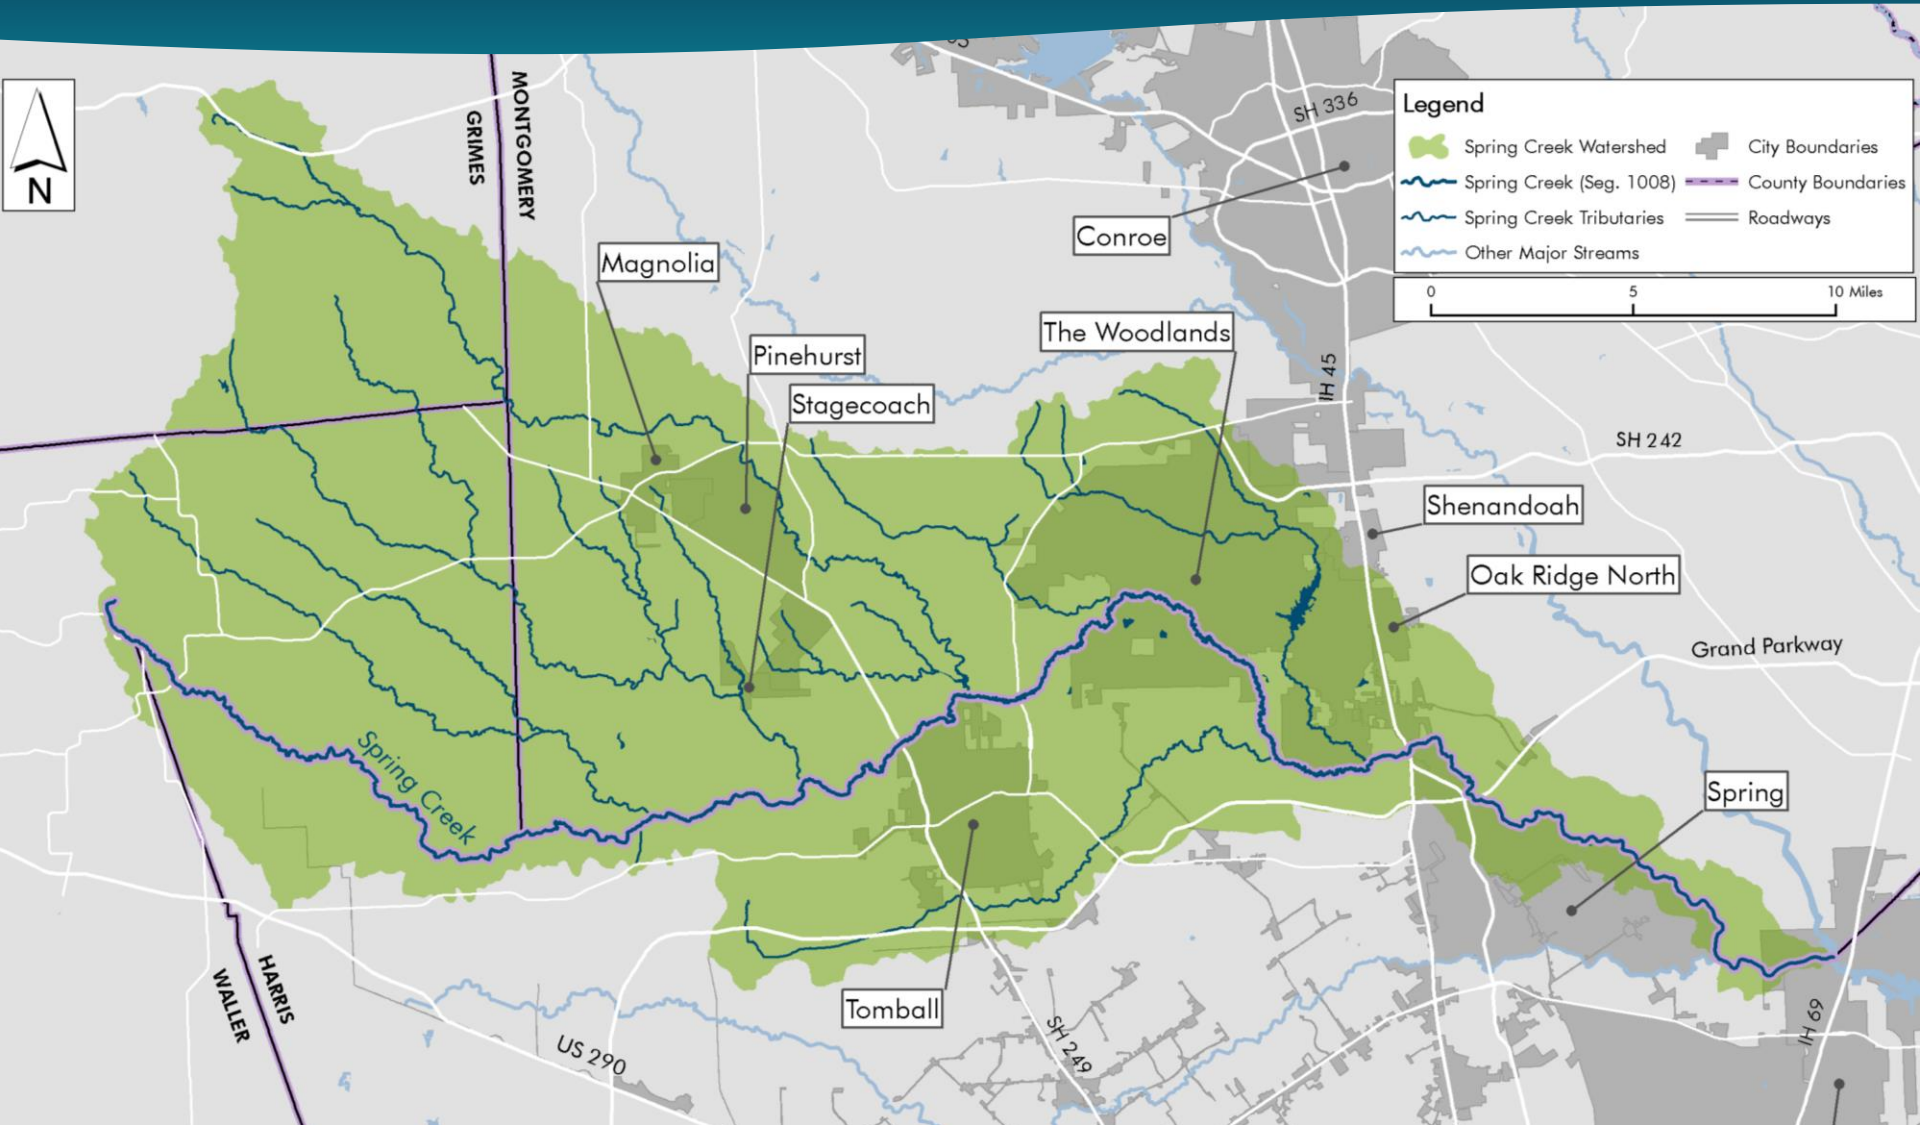 MONTGOMERY
GRIMES
SH 336
Legend
Spring Creek Watershed
City Boundaries
Spring Creek (Seg. 1008)
County Boundaries
Spring Creek Tributaries
Roadways
Other Major Streams
0 5 10 Miles
N
Conroe
Magnolia
The Woodlands
Pinehurst
IH 45
Stagecoach
SH 242
Shenandoah
Oak Ridge North
Grand Parkway
Spring Creek
Spring
HARRIS
WALLER
Tomball
US 290
SH 249
IH 69